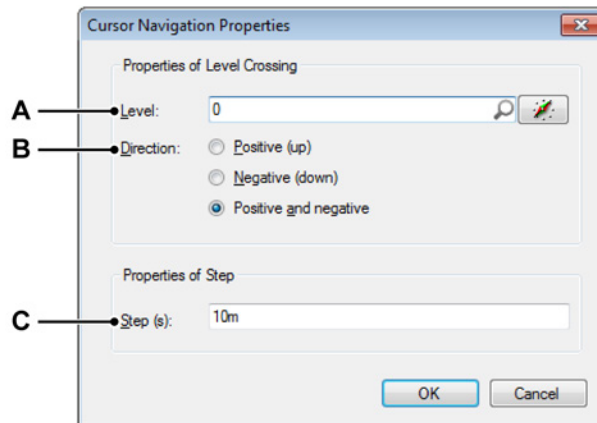 Cursor Navigation Properties
Properties of Level Crossing
A Level: 0
B Direction: Positive (up)
Negative (down)
Positive and negative
Properties of Step
C Step (s): 10m
OK Cancel